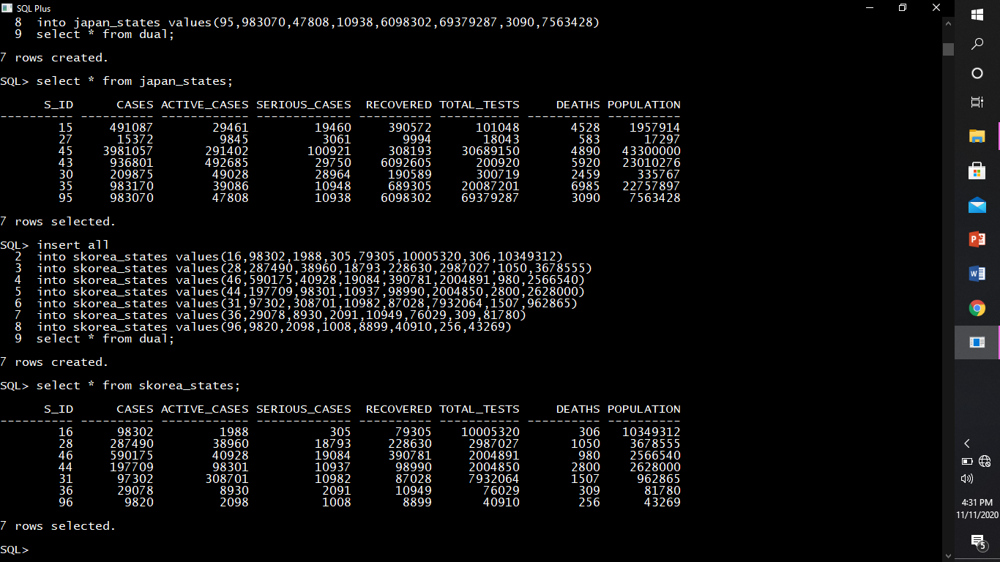 SQL Plus
  8  into japan_states values(95,983070,47808,10938,6098302,69379287,3090,7563428)
  9  select * from dual;
7 rows created.
SQL> select * from japan_states;
      S_ID      CASES ACTIVE_CASES SERIOUS_CASES  RECOVERED TOTAL_TESTS     DEATHS POPULATION
---------- ---------- ------------ ------------- ---------- ----------- ---------- ----------
        15     491087        29461         19460     390572      101048       4528    1957914
        27      15372         9845          3061       9994       18043        583      17297
        45    3981057       291402        100921     308193    30689150       4890   43300000
        43     936801       492685         29750    6092605      200920       5920   23010276
        30     209875        49028         28964     190589      300719       2459     335767
        35     983170        39086         10948     689305    20087201       6985   22757897
        95     983070        47808         10938    6098302    69379287       3090    7563428
7 rows selected.
SQL> insert all
  2  into skorea_states values(16,98302,1988,305,79305,10005320,306,10349312)
  3  into skorea_states values(28,287490,38960,18793,228630,2987027,1050,3678555)
  4  into skorea_states values(46,590175,40928,19084,390781,2004891,980,2566540)
  5  into skorea_states values(44,197709,98301,10937,98990,2004850,2800,2628000)
  6  into skorea_states values(31,97302,308701,10982,87028,7932064,1507,962865)
  7  into skorea_states values(36,29078,8930,2091,10949,76029,309,81780)
  8  into skorea_states values(96,9820,2098,1008,8899,40910,256,43269)
  9  select * from dual;
7 rows created.
SQL> select * from skorea_states;
      S_ID      CASES ACTIVE_CASES SERIOUS_CASES  RECOVERED TOTAL_TESTS     DEATHS POPULATION
---------- ---------- ------------ ------------- ---------- ----------- ---------- ----------
        16      98302         1988           305      79305    10005320        306   10349312
        28     287490        38960         18793     228630     2987027       1050    3678555
        46     590175        40928         19084     390781     2004891        980    2566540
        44     197709        98301         10937      98990     2004850       2800    2628000
        31      97302       308701         10982      87028     7932064       1507     962865
        36      29078         8930          2091      10949       76029        309      81780
        96       9820         2098          1008       8899       40910        256      43269
7 rows selected.
SQL>
4:31 PM
11/11/2020
5